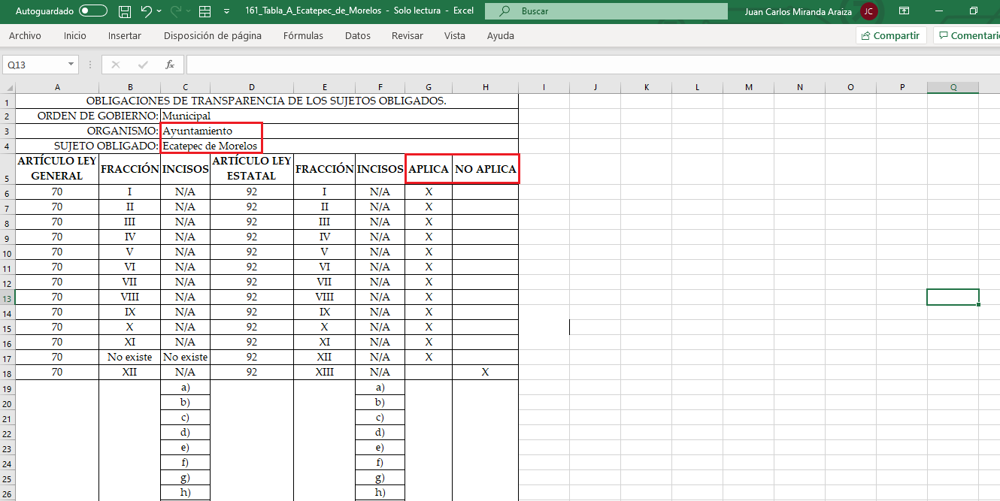 Autoguardado 161_Tabla_A_Ecatepec_de_Morelos - Solo lectura - Excel Buscar Juan Carlos Miranda Araiza JC
Archivo Inicio Insertar Disposición de página Fórmulas Datos Revisar Vista Ayuda Compartir Comentari
Q13 fx
A B C D E F G H I J K L M N O P Q
1 OBLIGACIONES DE TRANSPARENCIA DE LOS SUJETOS OBLIGADOS.
2 ORDEN DE GOBIERNO: Municipal
3 ORGANISMO: Ayuntamiento
4 SUJETO OBLIGADO: Ecatepec de Morelos
5 ARTÍCULO LEY GENERAL FRACCIÓN INCISOS ARTÍCULO LEY ESTATAL FRACCIÓN INCISOS APLICA NO APLICA
6 70 I N/A 92 I N/A X
7 70 II N/A 92 II N/A X
8 70 III N/A 92 III N/A X
9 70 IV N/A 92 IV N/A X
10 70 V N/A 92 V N/A X
11 70 VI N/A 92 VI N/A X
12 70 VII N/A 92 VII N/A X
13 70 VIII N/A 92 VIII N/A X
14 70 IX N/A 92 IX N/A X
15 70 X N/A 92 X N/A X
16 70 XI N/A 92 XI N/A X
17 70 No existe No existe 92 XII N/A X
18 70 XII N/A 92 XIII N/A X
19 a) a)
20 b) b)
21 c) c)
22 d) d)
23 e) e)
24 f) f)
25 g) g)
26 h) h)